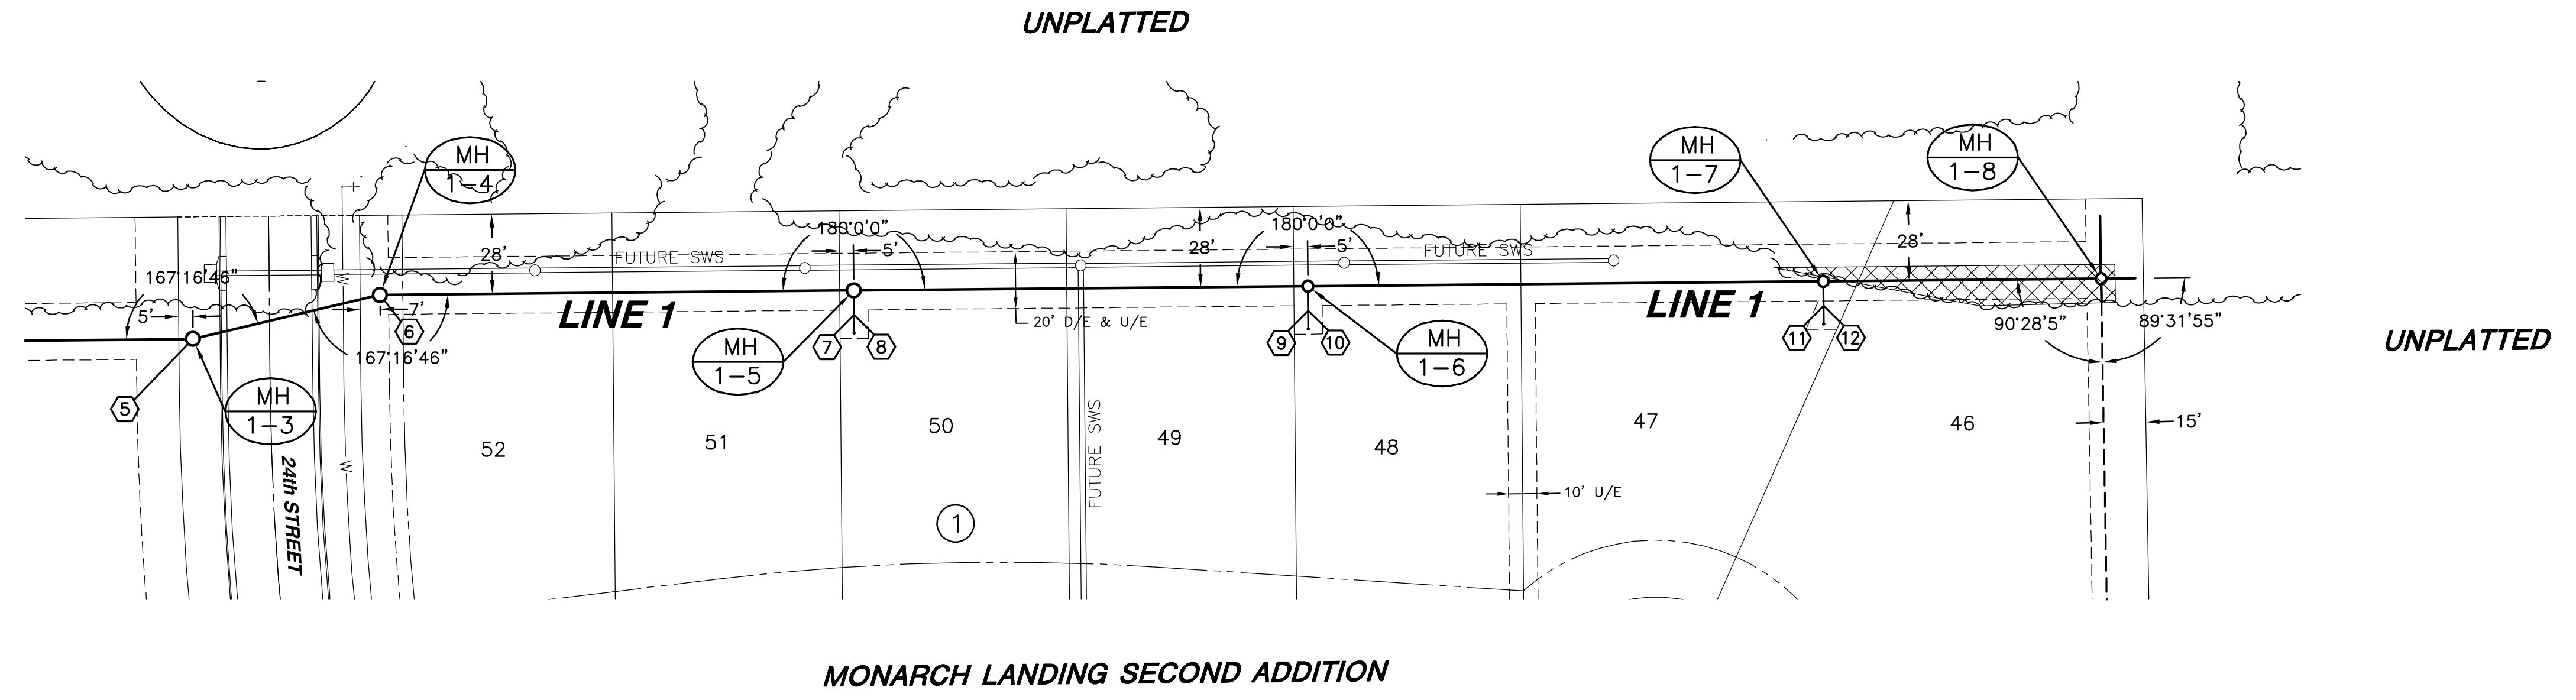 UNPLATTED
MH
1-4
MH
1-7
MH
1-8
180°0'0"
5'
28'
FUTURE SWS
28'
180°0'0"
5'
FUTURE SWS
28'
167°16'46"
W
5'
7'
6
LINE 1
LINE 1
20' D/E & U/E
90°28'5"
89°31'55"
167°16'46"
MH
1-5
7
8
9
10
MH
1-6
11
12
UNPLATTED
5
MH
1-3
52
51
50
49
48
47
46
15'
24th STREET
W
FUTURE SWS
10' U/E
1
MONARCH LANDING SECOND ADDITION